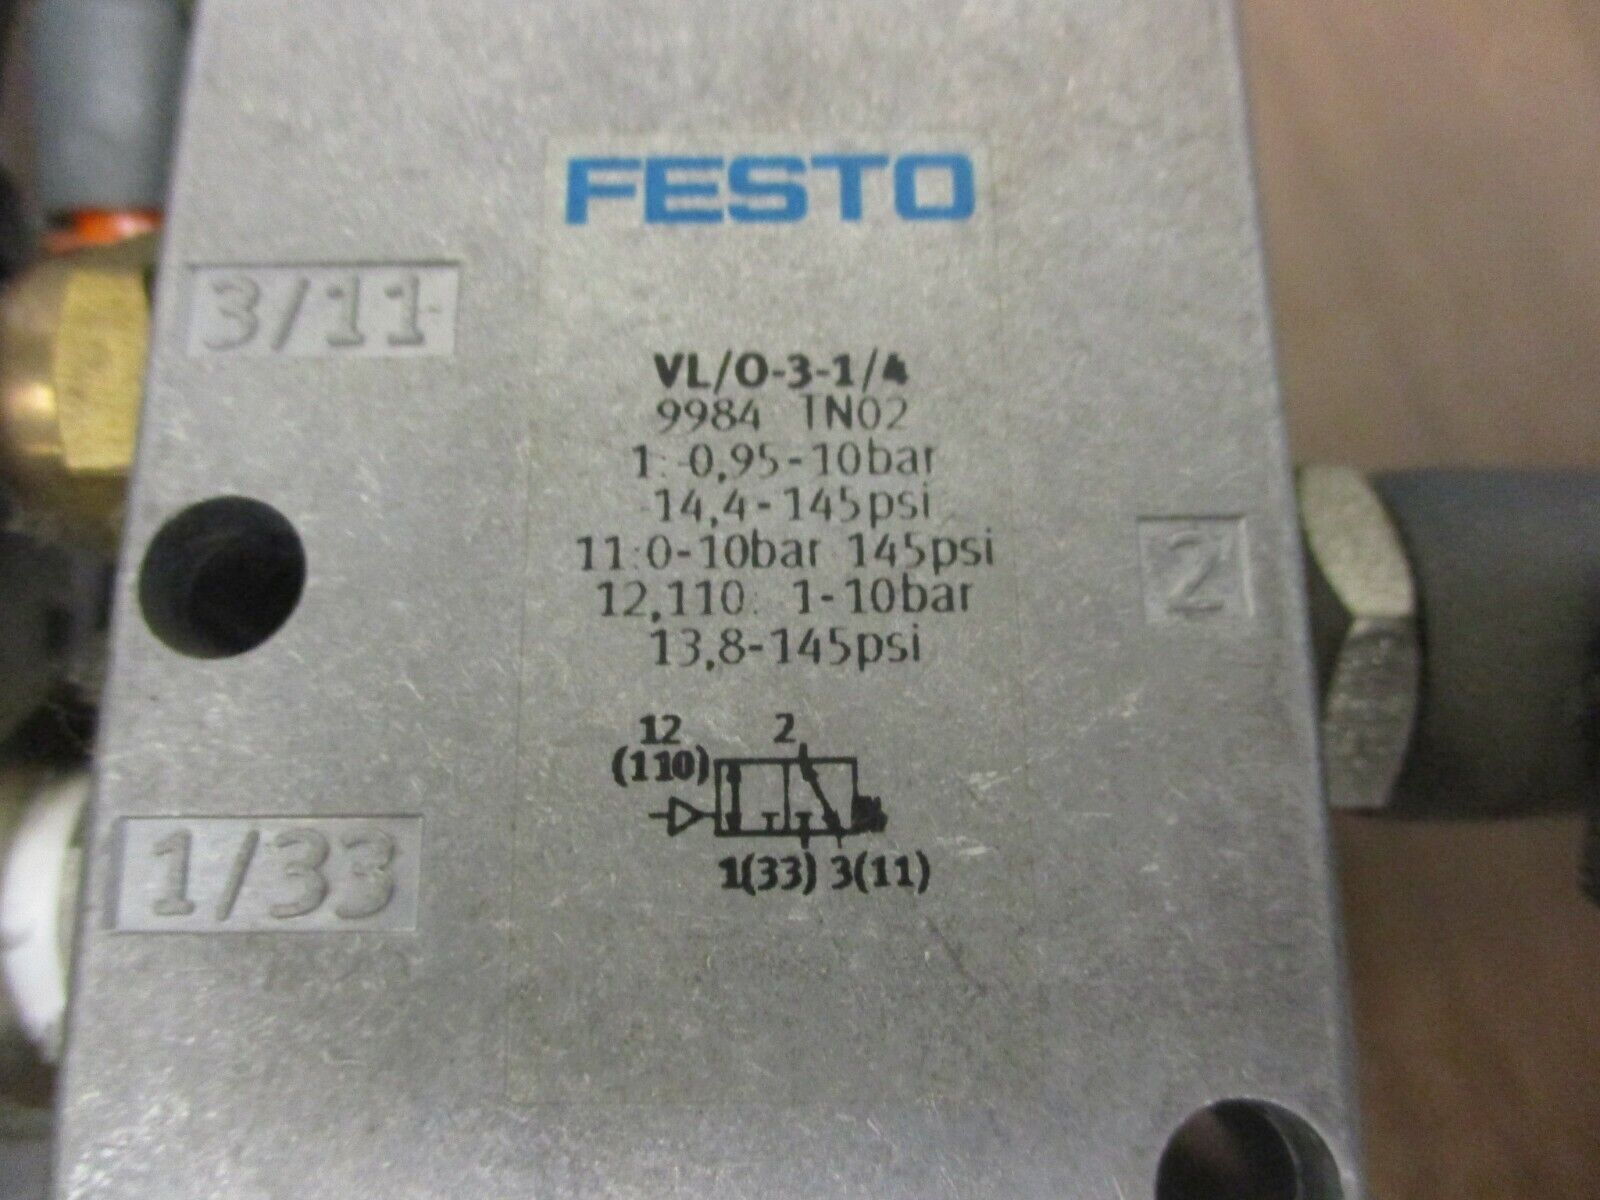 FESTO
3/11
VL/O-3-1/4
9984 TN02
1: -0,95-10bar
-14,4-145psi
11:0-10bar 145psi
12,110: 1-10bar
13,8-145psi
2
12 2
(110)
1(33) 3(11)
1/33